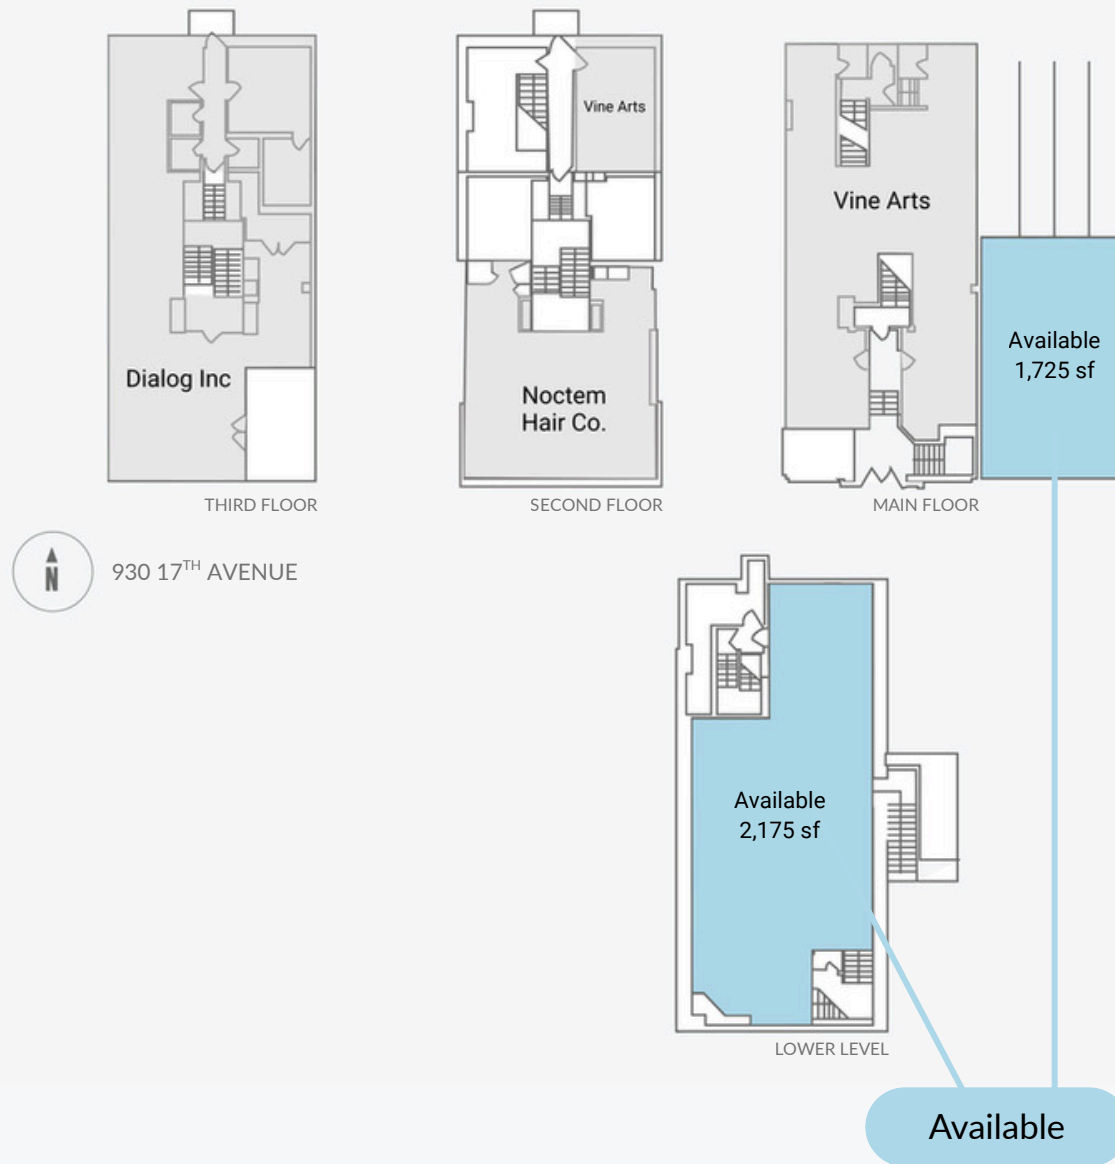 Vine Arts
Vine Arts
Available
1,725 sf
Dialog Inc
Noctem
Hair Co.
THIRD FLOOR
SECOND FLOOR
MAIN FLOOR
N
930 17TH AVENUE
Available
2,175 sf
LOWER LEVEL
Available